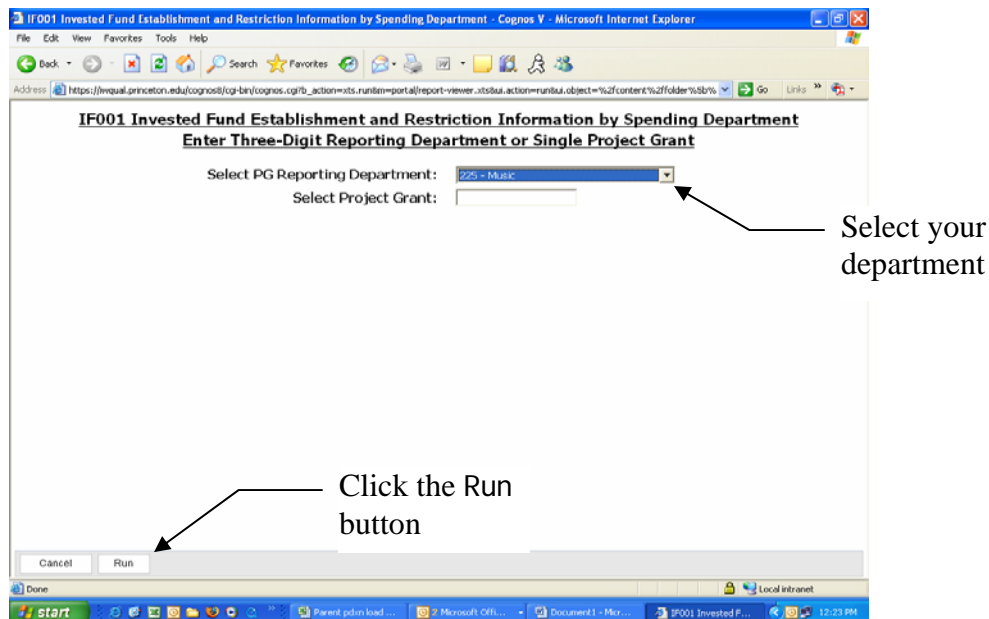 IF001 Invested Fund Establishment and Restriction Information by Spending Department - Cognos V - Microsoft Internet Explorer
File Edit View Favorites Tools Help
Back Search Favorites
Address https://iwqual.princeton.edu/cognos8/cgi-bin/cognos.cgi?b_action=xts.run&m=portal/report-viewer.xts&ui.action=run&ui.object=%2fcontent%2ffolder%5b% Go Links »
IF001 Invested Fund Establishment and Restriction Information by Spending Department
Enter Three-Digit Reporting Department or Single Project Grant
Select PG Reporting Department: 225 - Music
Select Project Grant:
Select your
department
Click the Run
button
Cancel Run
Done Local intranet
start » Parent pdxn load ... 2 Microsoft Offi... Document1 - Micr... IF001 Invested F... 12:23 PM